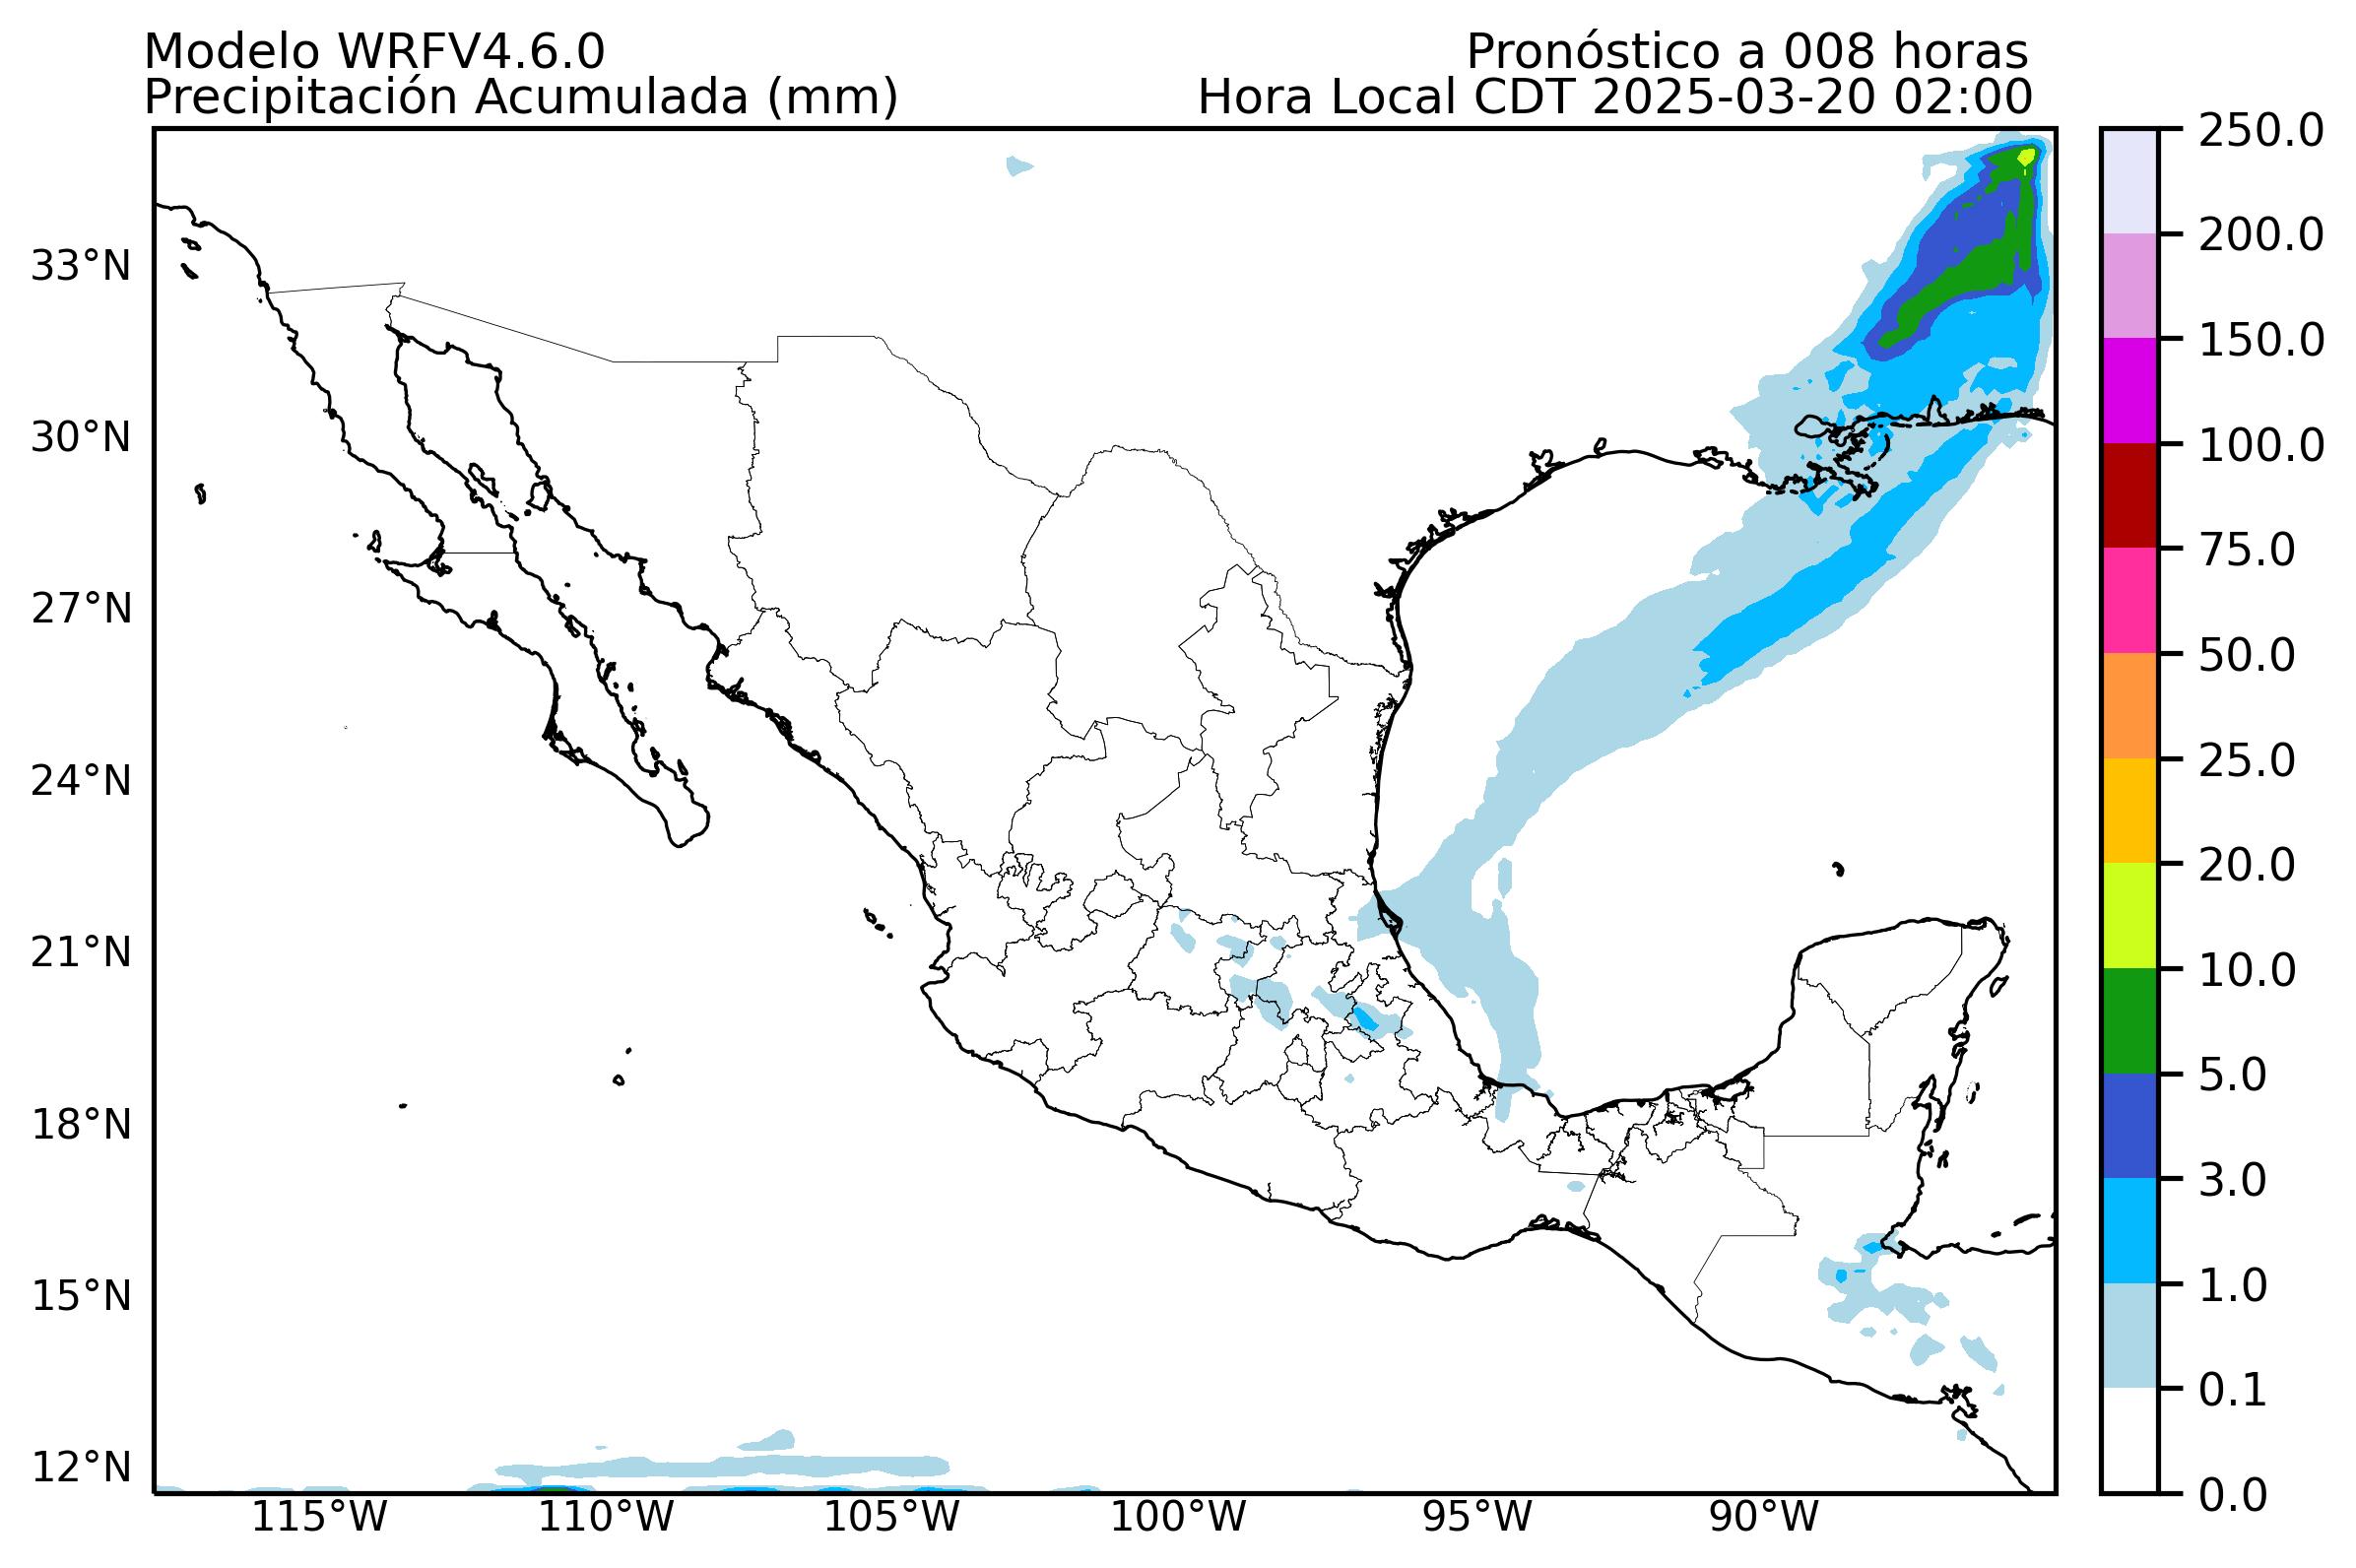 Modelo WRFV4.6.0
Pronóstico a 008 horas
Precipitación Acumulada (mm)
Hora Local CDT 2025-03-20 02:00
33°N
30°N
27°N
24°N
21°N
18°N
15°N
12°N
115°W
110°W
105°W
100°W
95°W
90°W
250.0
200.0
150.0
100.0
75.0
50.0
25.0
20.0
10.0
5.0
3.0
1.0
0.1
0.0